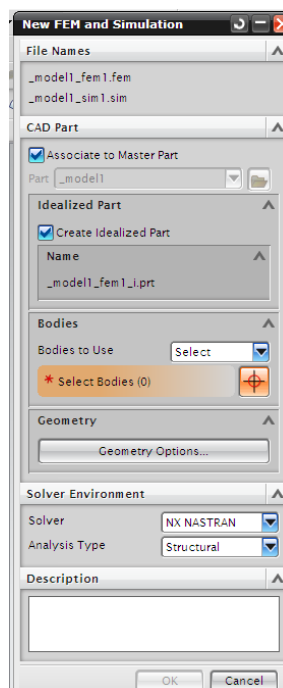 New FEM and Simulation
File Names
_model1_fem1.fem
_model1_sim1.sim
CAD Part
Associate to Master Part
Part _model1
Idealized Part
Create Idealized Part
Name
_model1_fem1_i.prt
Bodies
Bodies to Use Select
* Select Bodies (0)
Geometry
Geometry Options...
Solver Environment
Solver NX NASTRAN
Analysis Type Structural
Description
OK Cancel